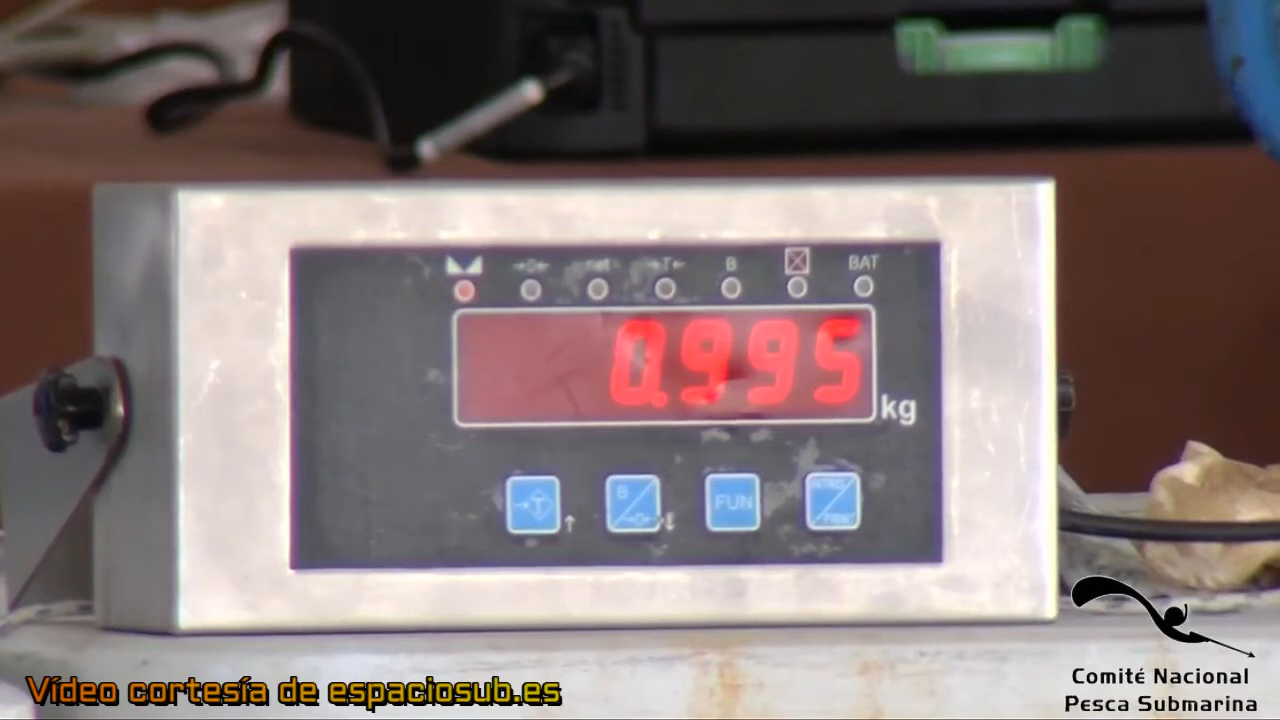 B BAT
0.995
kg
B
FUN
Vídeo cortesía de espaciosub.es
Comité Nacional
Pesca Submarina